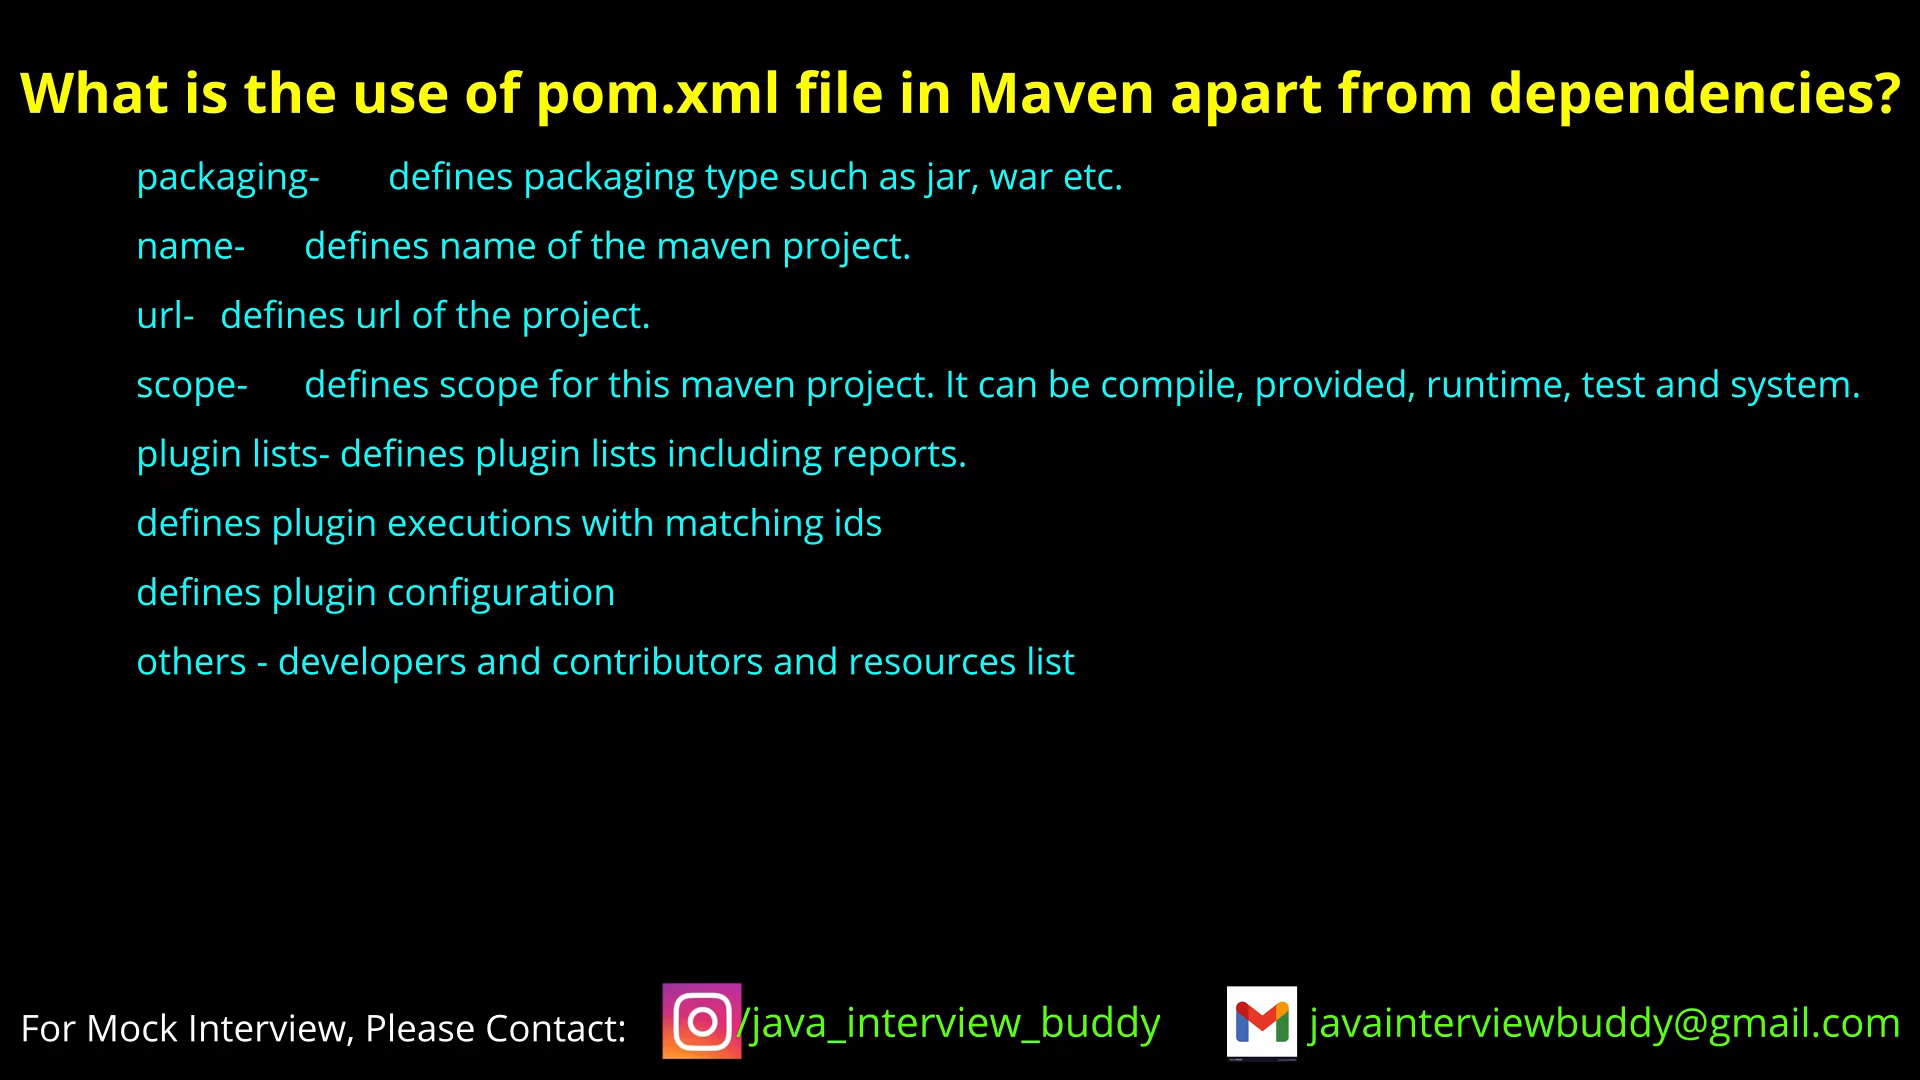 What is the use of pom.xml file in Maven apart from dependencies?
packaging- defines packaging type such as jar, war etc.
name- defines name of the maven project.
url- defines url of the project.
scope- defines scope for this maven project. It can be compile, provided, runtime, test and system.
plugin lists- defines plugin lists including reports.
defines plugin executions with matching ids
defines plugin configuration
others - developers and contributors and resources list
For Mock Interview, Please Contact: /java_interview_buddy javainterviewbuddy@gmail.com